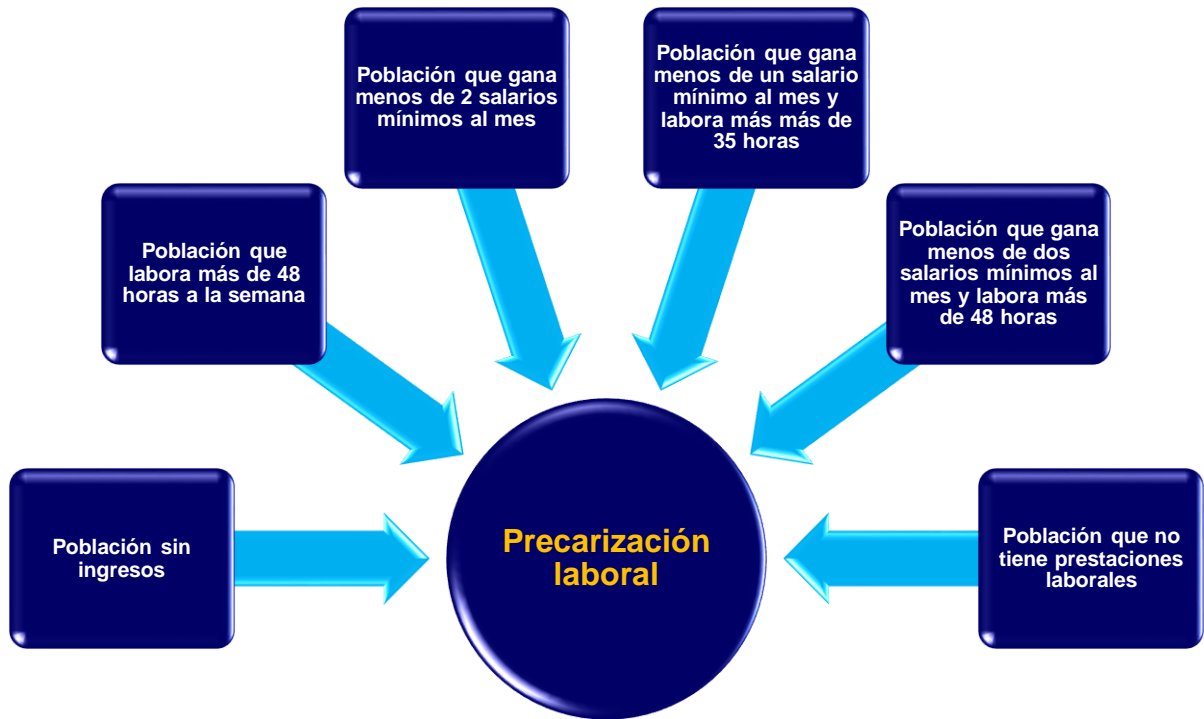 Población que gana
menos de 2 salarios
mínimos al mes
Población que gana
menos de un salario
mínimo al mes y
labora más más de
35 horas
Población que
labora más de 48
horas a la semana
Población que gana
menos de dos
salarios mínimos al
mes y labora más
de 48 horas
Población sin
ingresos
Precarización
laboral
Población que no
tiene prestaciones
laborales